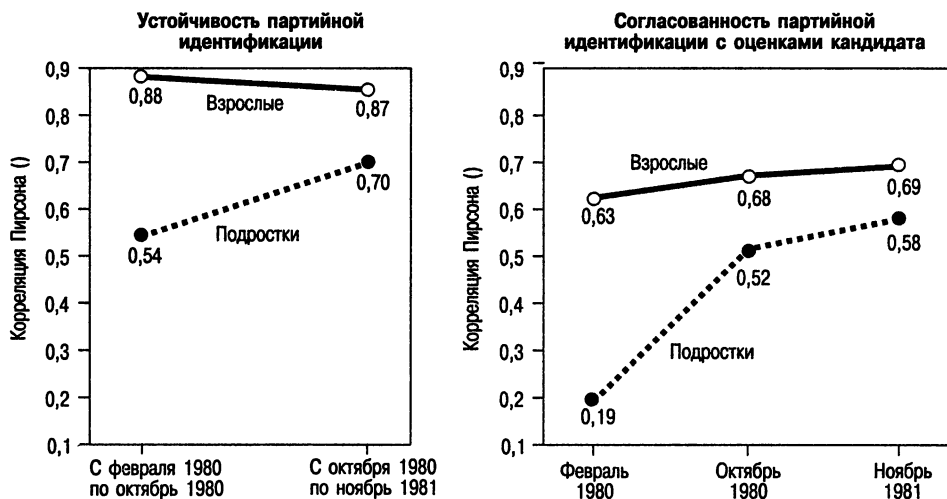 Устойчивость партийной
идентификации
0,9
0,8
0,7
0,6
0,5
0,4
0,3
0,2
0,1
Корреляция Пирсона ()
0,88
Взрослые
0,87
0,70
Подростки
0,54
С февраля 1980
по октябрь 1980
С октября 1980
по ноябрь 1981
Согласованность партийной
идентификации с оценками кандидата
0,9
0,8
0,7
0,6
0,5
0,4
0,3
0,2
0,1
Корреляция Пирсона ()
Взрослые
0,63
0,68
0,69
0,58
0,52
Подростки
0,19
Февраль
1980
Октябрь
1980
Ноябрь
1981